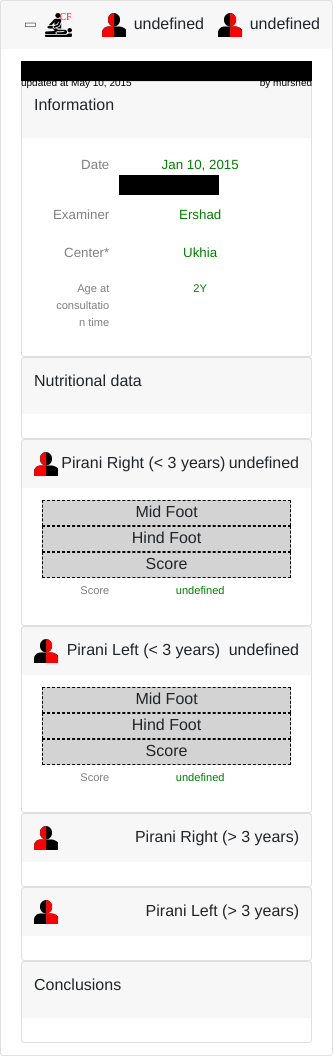 CF undefined undefined
updated at May 10, 2015 by murshed
Information
Date Jan 10, 2015
Examiner Ershad
Center* Ukhia
Age at 2Y
consultatio
n time
Nutritional data
Pirani Right (< 3 years) undefined
Mid Foot
Hind Foot
Score
Score undefined
Pirani Left (< 3 years) undefined
Mid Foot
Hind Foot
Score
Score undefined
Pirani Right (> 3 years)
Pirani Left (> 3 years)
Conclusions